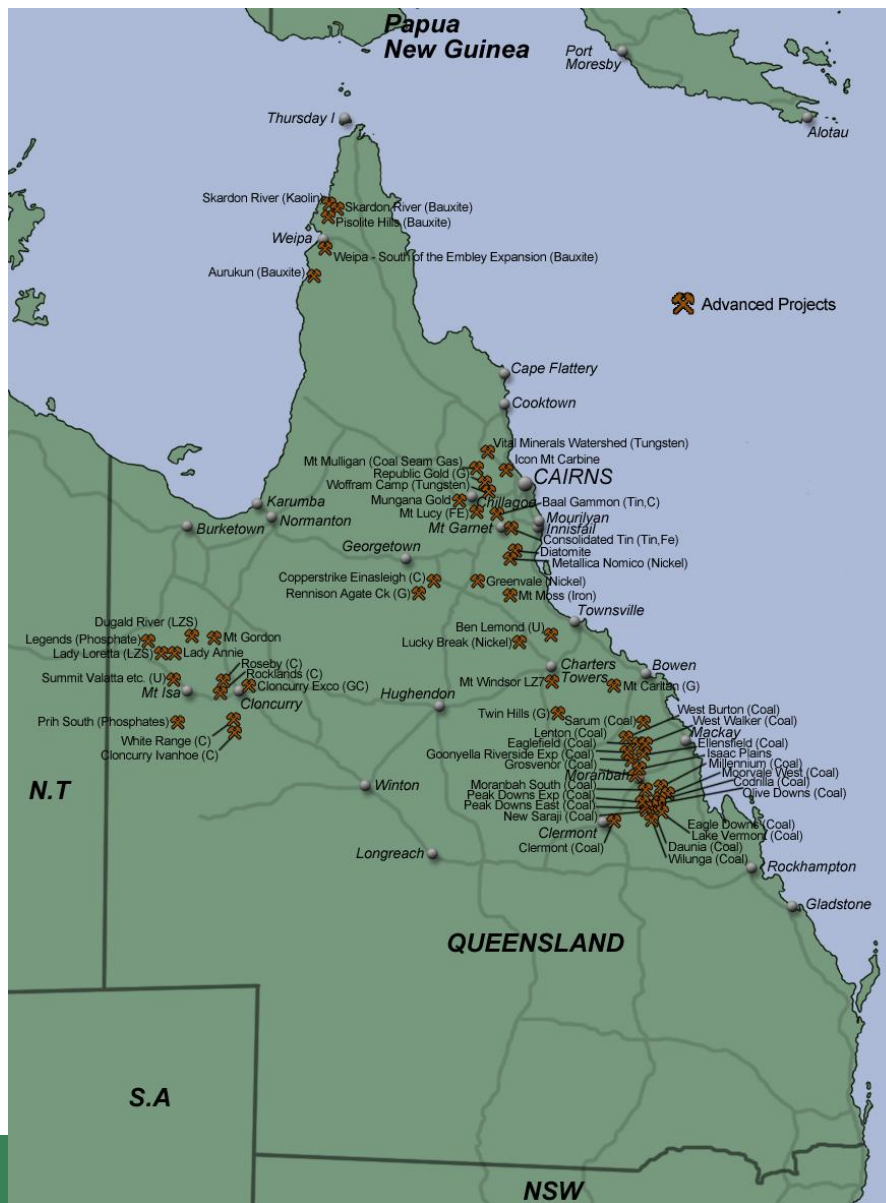 Papua
New Guinea
Port
Moresby
Thursday I
Alotau
Skardon River (Kaolin)
Skardon River (Bauxite)
Pisolite Hills (Bauxite)
Weipa
Weipa - South of the Embley Expansion (Bauxite)
Aurukun (Bauxite)
Advanced Projects
Cape Flattery
Cooktown
Vital Minerals Watershed (Tungsten)
Mt Mulligan (Coal Seam Gas)
Icon Mt Carbine
Republic Gold (G)
CAIRNS
Woffram Camp (Tungsten)
Mungana Gold
Chillagoe
Baal Gammon (Tin,C)
Karumba
Mt Lucy (FE)
Mourilyan
Normanton
Burketown
Mt Garnet
Innisfail
Consolidated Tin (Tin,Fe)
Georgetown
Diatomite
Metallica Nomico (Nickel)
Copperstrike Einasleigh (C)
Greenvale (Nickel)
Rennison Agate Ck (G)
Mt Moss (Iron)
Townsville
Dugald River (LZS)
Ben Lemond (U)
Legends (Phosphate)
Mt Gordon
Lucky Break (Nickel)
Lady Loretta (LZS)
Lady Annie
Roseby (C)
Rocklands (C)
Charters
Towers
Bowen
Summit Valatta etc. (U)
Cloncurry Exco (GC)
Mt Windsor LZ7
Mt Carltan (G)
Mt Isa
Cloncurry
Hughendon
West Burton (Coal)
Prih South (Phosphates)
Twin Hills (G)
Sarum (Coal)
West Walker (Coal)
White Range (C)
Lenton (Coal)
Mackay
Cloncurry Ivanhoe (C)
Eaglefield (Coal)
Ellensfield (Coal)
Goonyella Riverside Exp (Coal)
Isaac Plains
Grosvenor (Coal)
Millennium (Coal)
N.T
Winton
Moranbah
Moorvale West (Coal)
Moranbah South (Coal)
Codrilla (Coal)
Peak Downs Exp (Coal)
Olive Downs (Coal)
Peak Downs East (Coal)
New Saraji (Coal)
Eagle Downs (Coal)
Clermont
Lake Vermont (Coal)
Clermont (Coal)
Daunia (Coal)
Wilunga (Coal)
Longreach
Rockhampton
Gladstone
QUEENSLAND
S.A
NSW